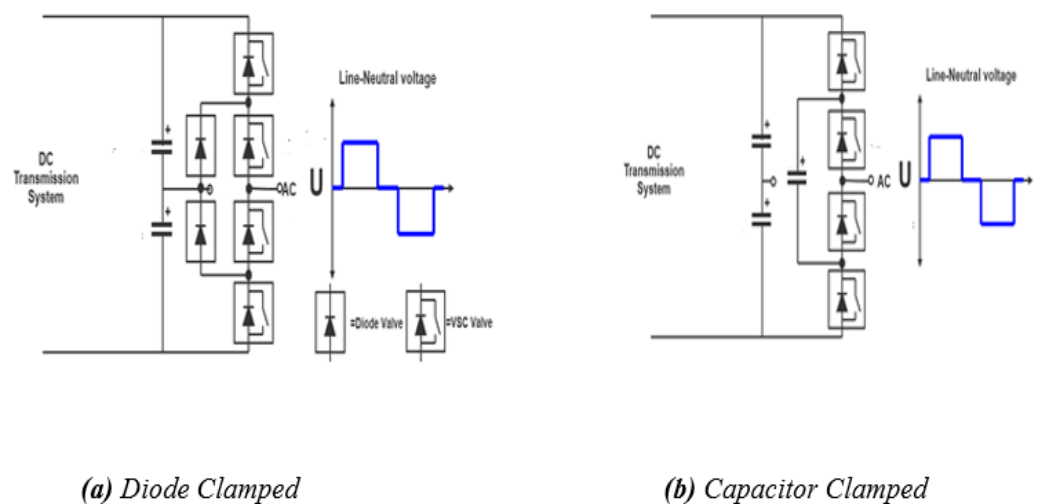 Line-Neutral voltage
DC
Transmission
System
+
+
AC
U
=Diode Valve
=VSC Valve
(a) Diode Clamped
Line-Neutral voltage
DC
Transmission
System
+
+
+
AC
U
(b) Capacitor Clamped